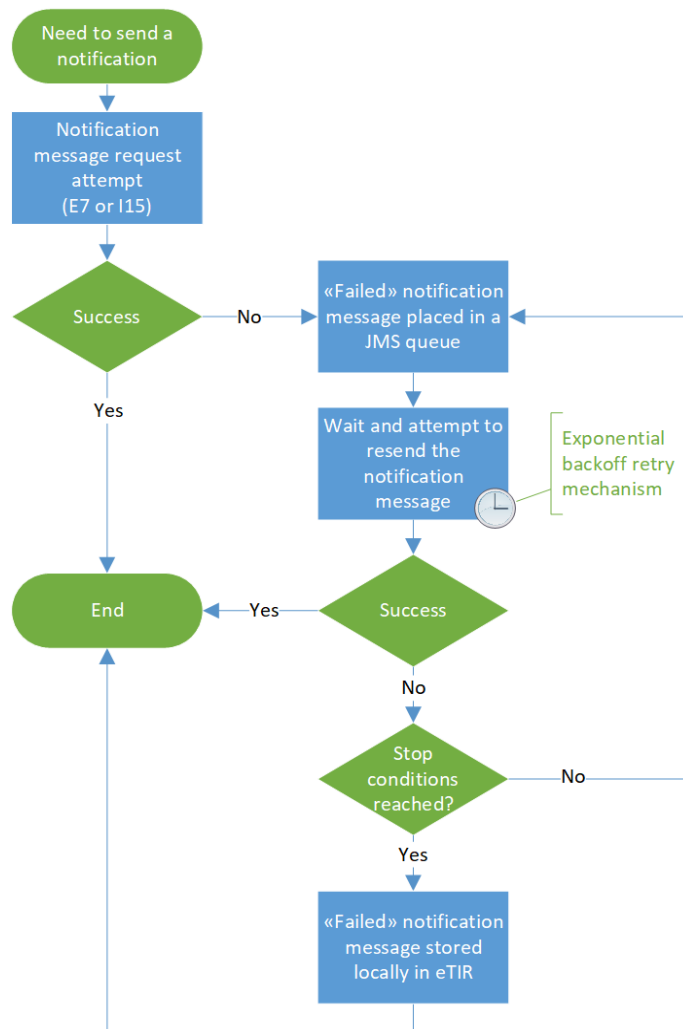 Need to send a
notification
Notification
message request
attempt
(E7 or I15)
Success
No
«Failed» notification
message placed in a
JMS queue
Yes
Wait and attempt to
resend the
notification
message
Exponential
backoff retry
mechanism
End
Yes
Success
No
Stop
conditions
reached?
No
Yes
«Failed» notification
message stored
locally in eTIR